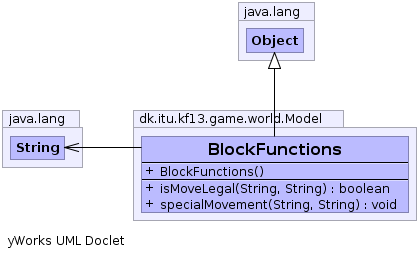 java.lang
Object
java.lang
String
dk.itu.kf13.game.world.Model
BlockFunctions
+ BlockFunctions()
+ isMoveLegal(String, String) : boolean
+ specialMovement(String, String) : void
yWorks UML Doclet